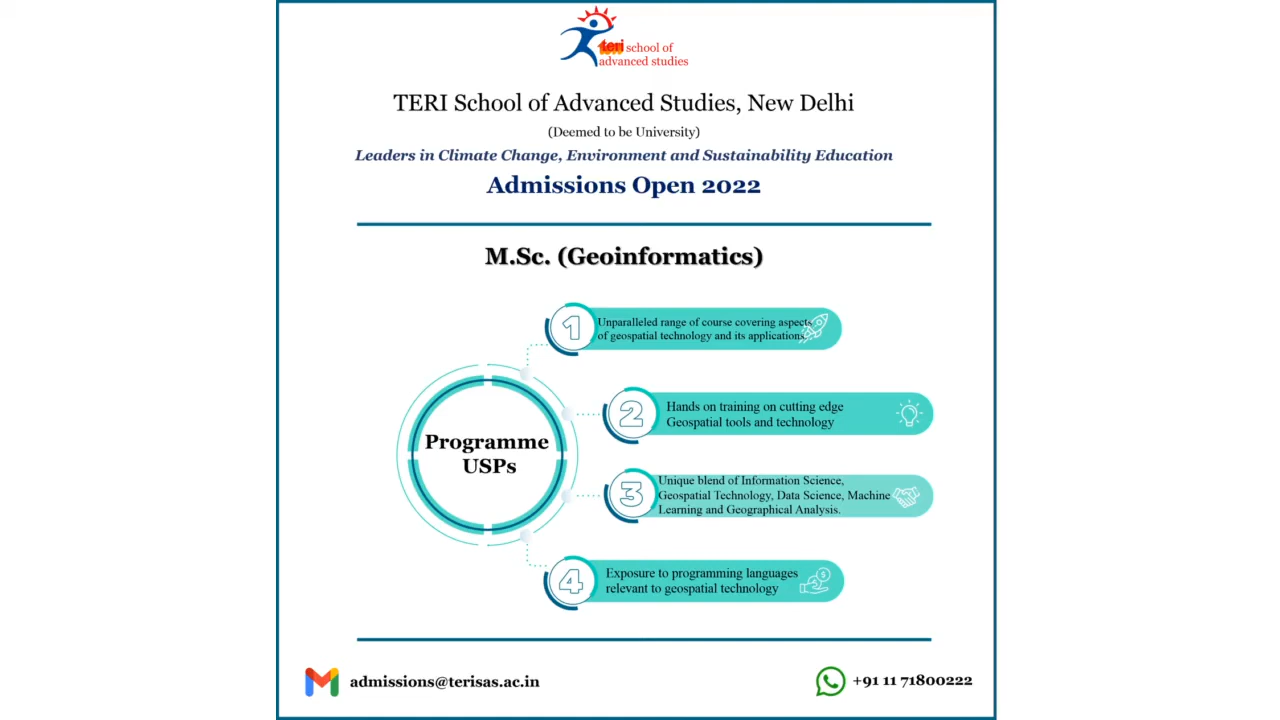 teri school of
advanced studies
TERI School of Advanced Studies, New Delhi
(Deemed to be University)
Leaders in Climate Change, Environment and Sustainability Education
Admissions Open 2022
M.Sc. (Geoinformatics)
Programme
USPs
1
Unparalleled range of course covering aspects
of geospatial technology and its applications
2
Hands on training on cutting edge
Geospatial tools and technology
3
Unique blend of Information Science,
Geospatial Technology, Data Science, Machine
Learning and Geographical Analysis.
4
Exposure to programming languages
relevant to geospatial technology
admissions@terisas.ac.in
+91 11 71800222